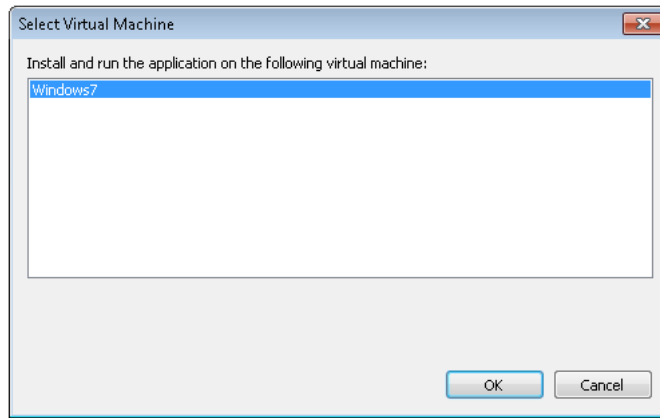 Select Virtual Machine
Install and run the application on the following virtual machine:
Windows7
OK
Cancel